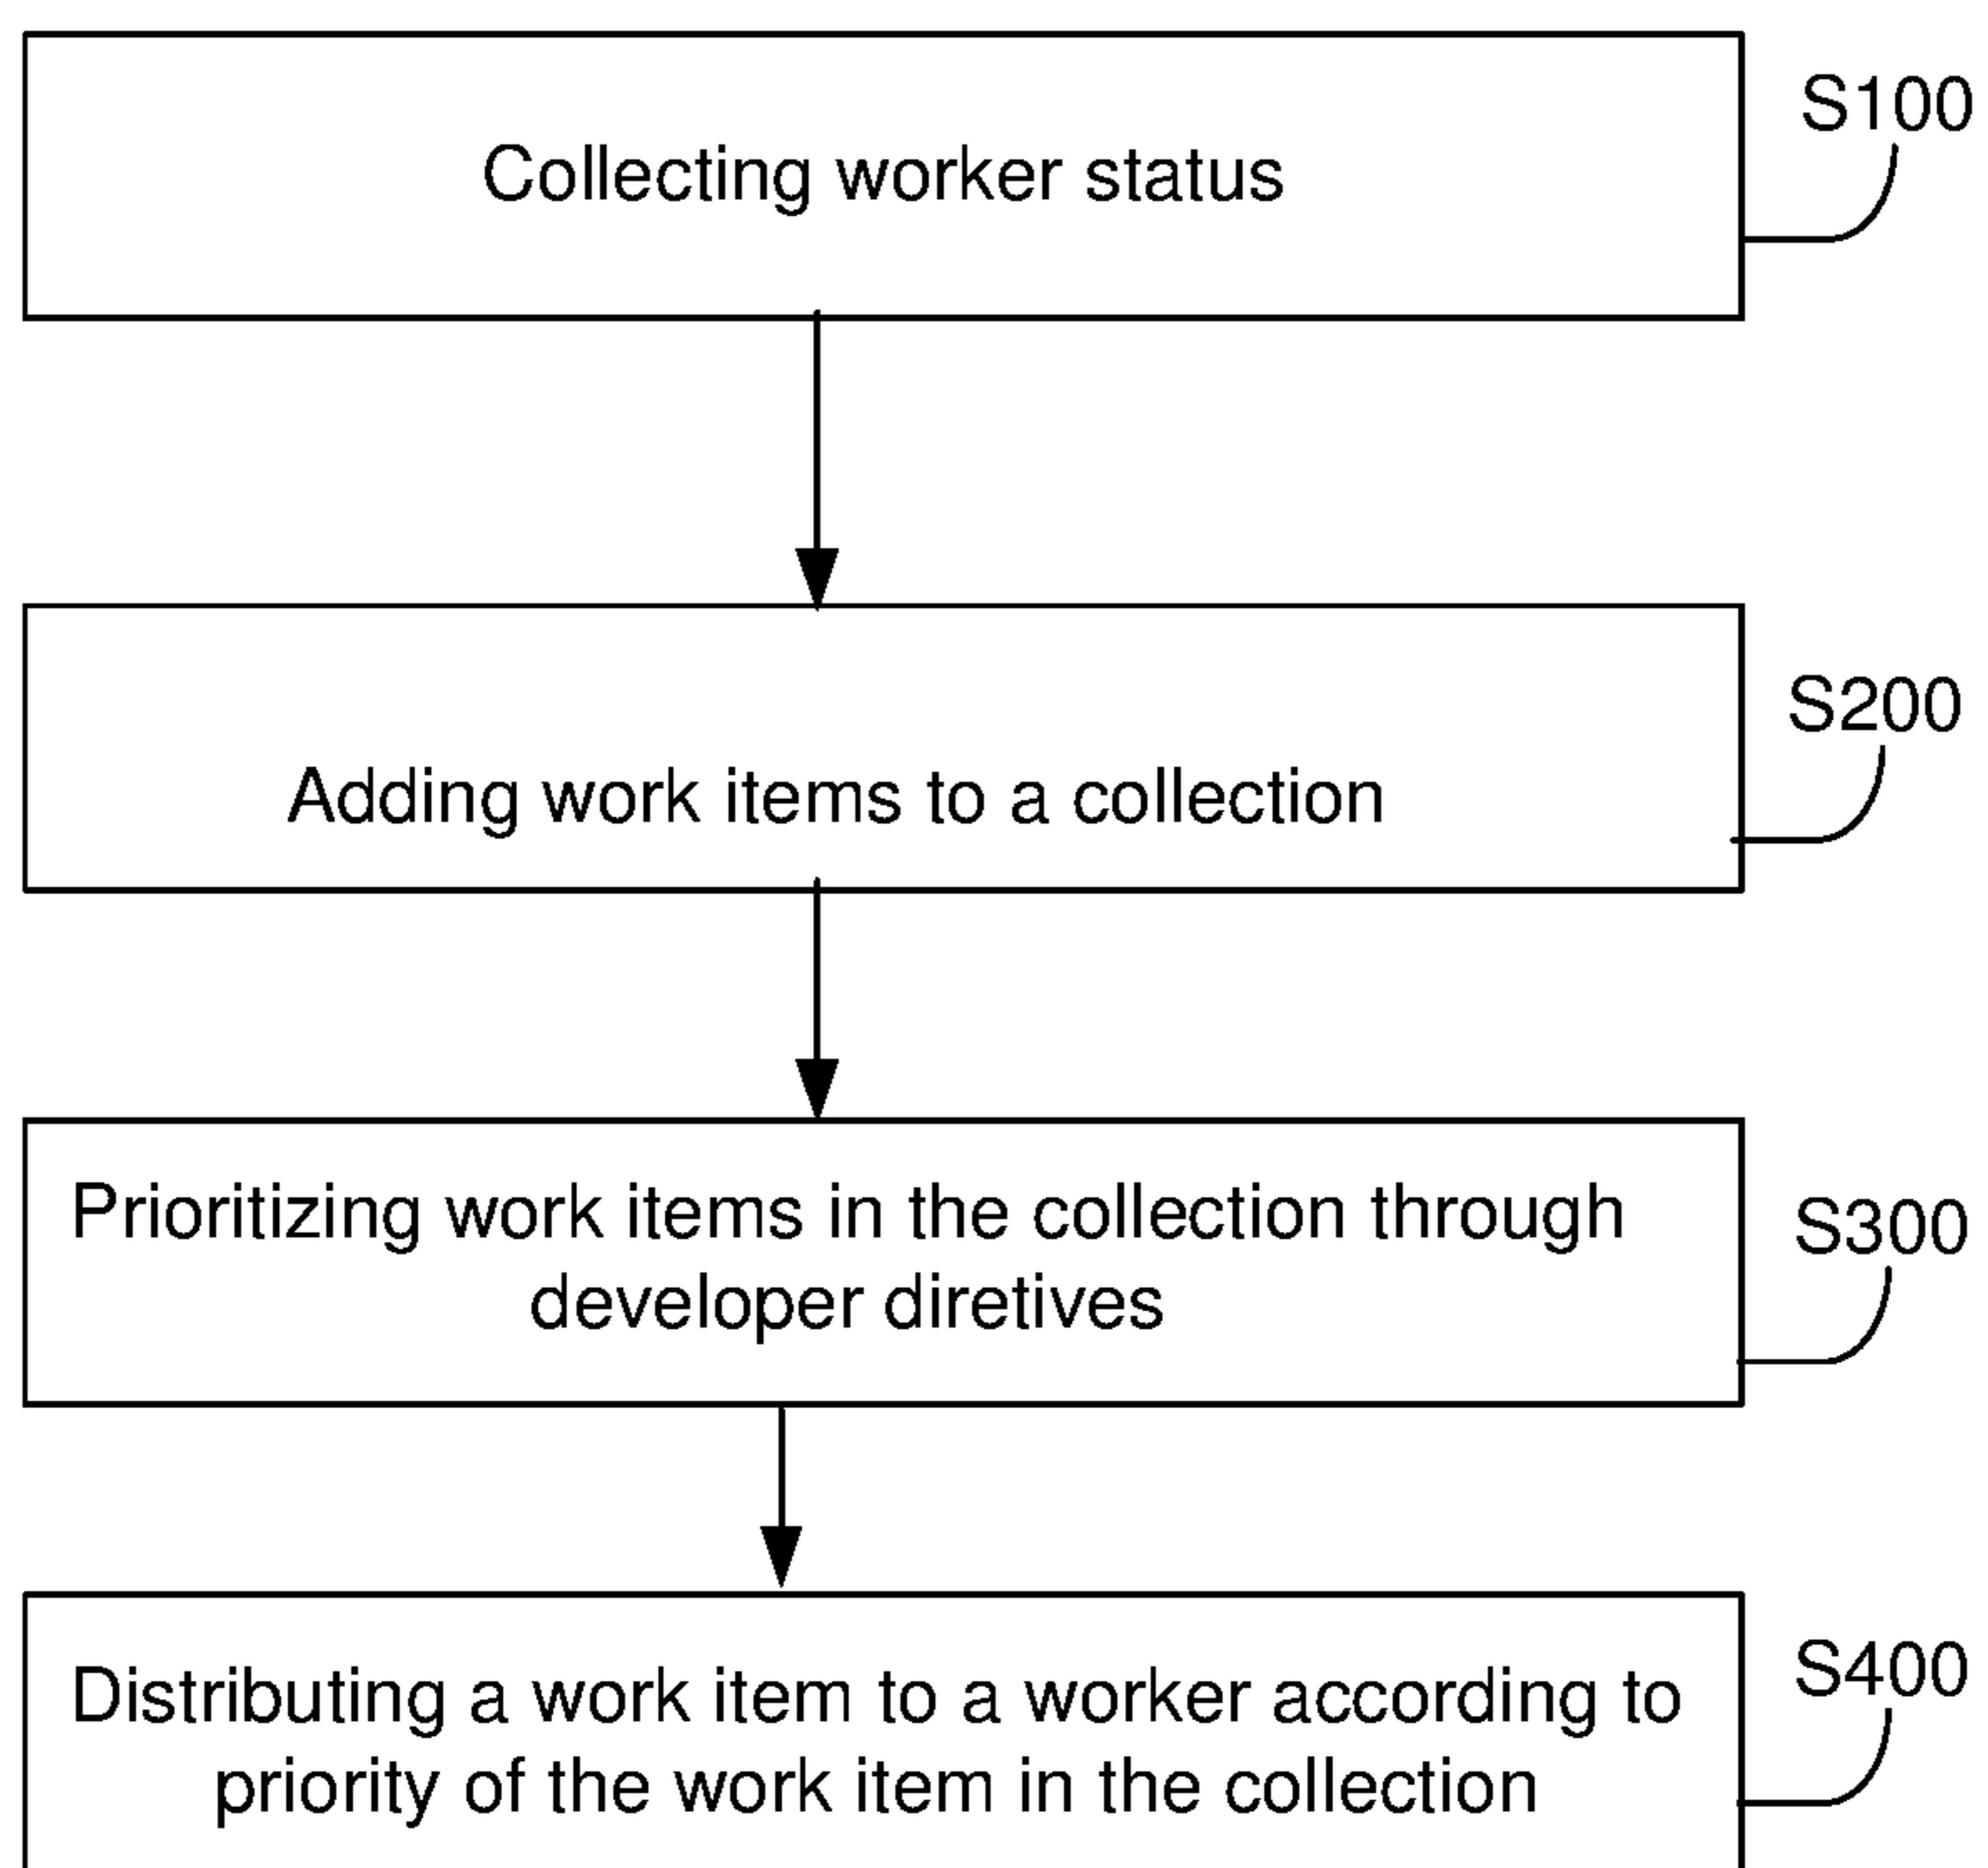 S100
Collecting worker status
S200
Adding work items to a collection
Prioritizing work items in the collection through
S300
developer diretives
S400
Distributing a work item to a worker according to
priority of the work item in the collection